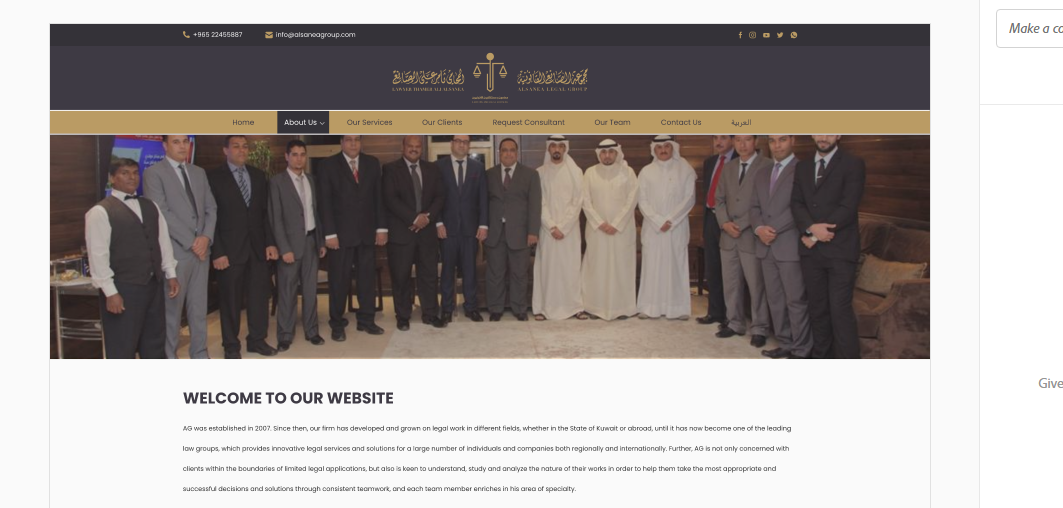 +965 22455887 info@alsaneagroup.com
LAWYER THAMER ALI ALSANEA ALSANEA LEGAL GROUP
Home About Us Our Services Our Clients Request Consultant Our Team Contact Us العربية
WELCOME TO OUR WEBSITE
AG was established in 2007. Since then, our firm has developed and grown on legal work in different fields, whether in the State of Kuwait or abroad, until it has now become one of the leading
law groups, which provides innovative legal services and solutions for a large number of individuals and companies both regionally and internationally. Further, AG is not only concerned with
clients within the boundaries of limited legal applications, but also is keen to understand, study and analyze the nature of their works in order to help them take the most appropriate and
successful decisions and solutions through consistent teamwork, and each team member enriches in his area of specialty.
Make a co
Give